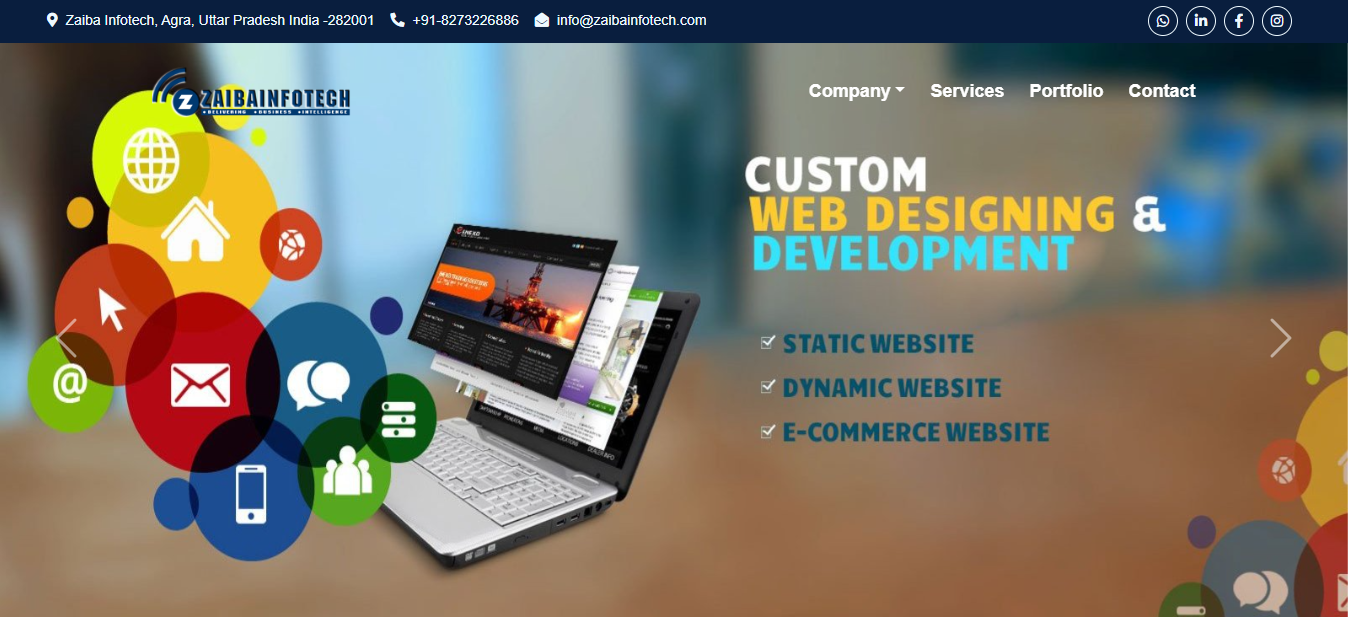 Zaiba Infotech, Agra, Uttar Pradesh India -282001 +91-8273226886 info@zaibainfotech.com
ZAIBAINFOTECH
• DELIVERING • BUSINESS • INTELLIGENCE
Company Services Portfolio Contact
CUSTOM
WEB DESIGNING &
DEVELOPMENT
STATIC WEBSITE
DYNAMIC WEBSITE
E-COMMERCE WEBSITE